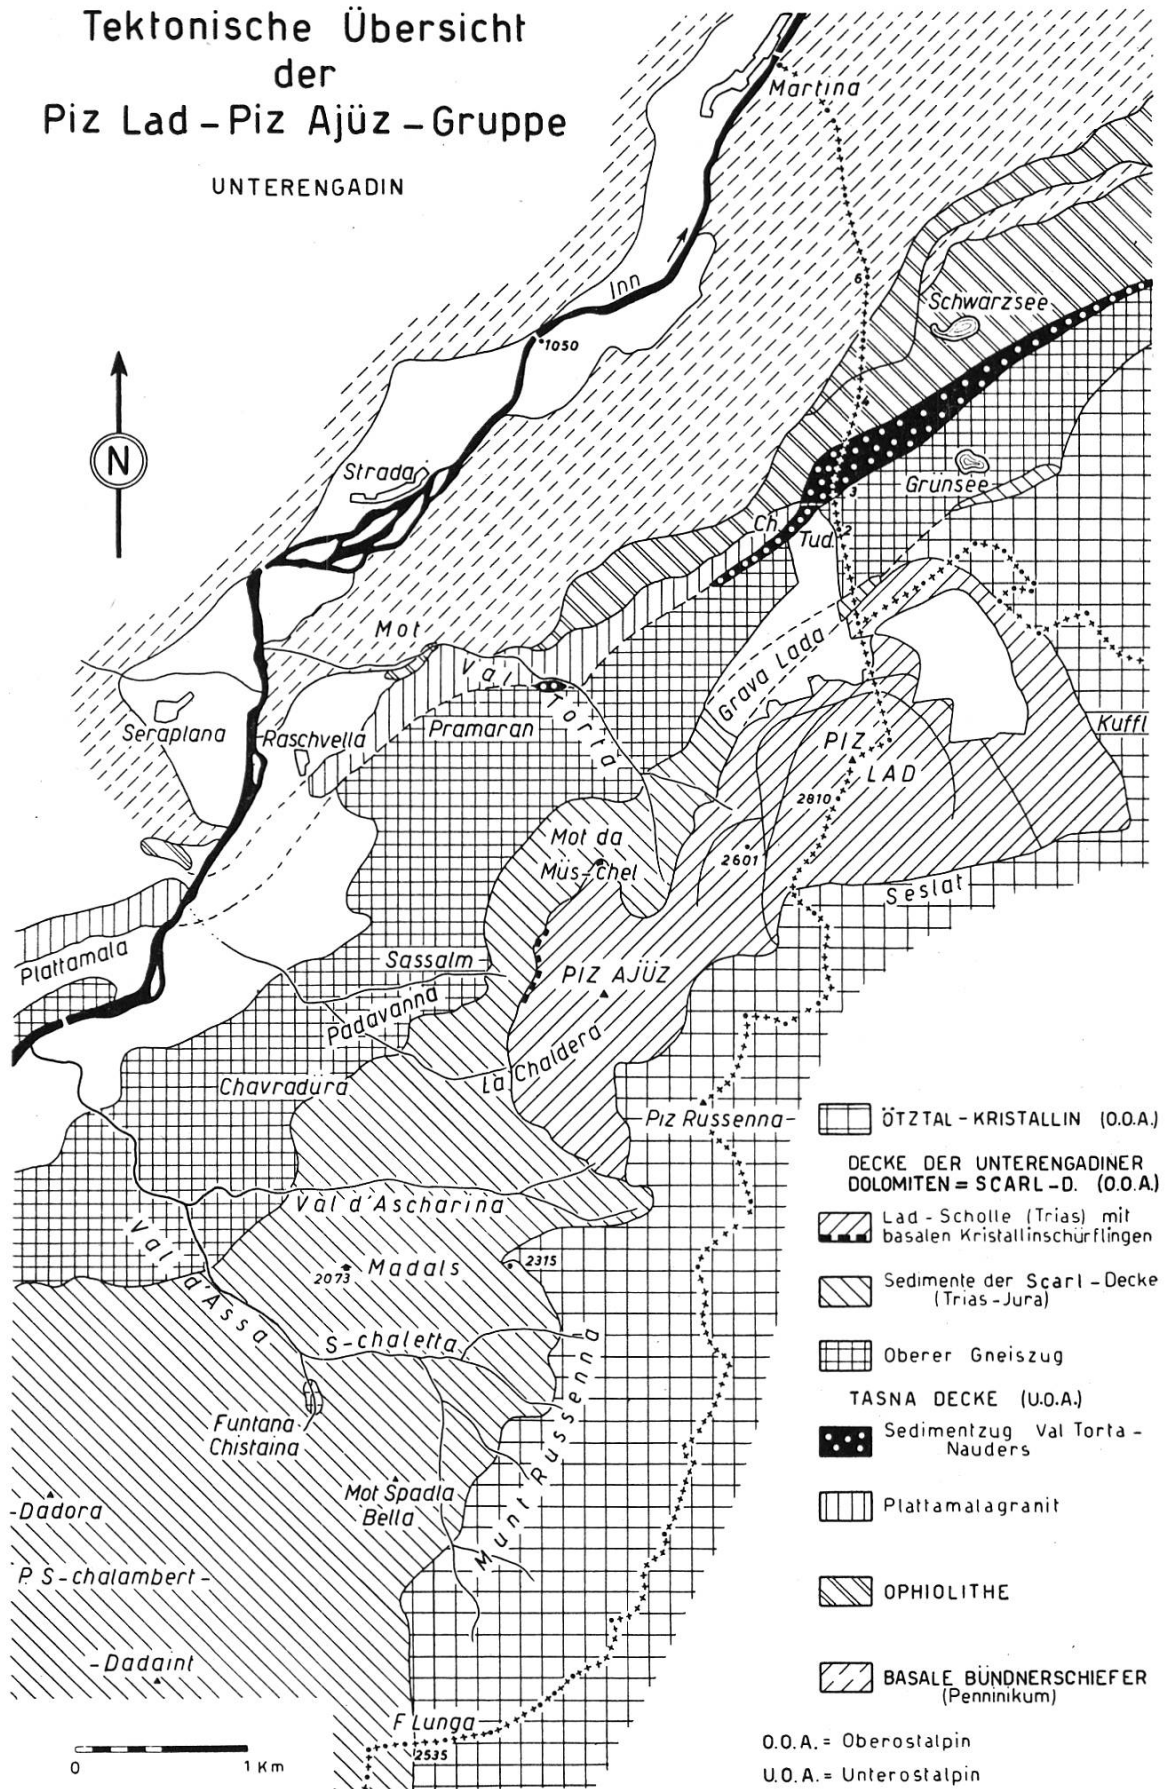 Tektonische Übersicht
der
Piz Lad – Piz Ajüz – Gruppe
UNTERENGADIN
Martina
6
Inn
Schwarzsee
1050
N
Strada
Grünsee
3
Ch. Tud.
2
Mot
Val Torta
Grava Lada
Seraplana
Raschvella
Pramaran
Kuffl
PIZ LAD
2810
Mot da
Müs-chel
2601
Seslat
Plattamala
Sassalm
PIZ AJÜZ
Padavanna
La Chaldera
Chavradüra
Piz Russenna-
Val d'Ascharina
Val d'Assa
2073 Madals
2315
S-chaletta
Munt Russenna
Funtana
Chistaina
Mot Spadla
Bella
-Dadora
P. S-chalambert-
-Dadaint
F Lunga
2535
0 1 Km
ÖTZTAL-KRISTALLIN (O.O.A.)
DECKE DER UNTERENGADINER
DOLOMITEN = SCARL-D. (O.O.A.)
Lad-Scholle (Trias) mit
basalen Kristallinschürflingen
Sedimente der Scarl-Decke
(Trias-Jura)
Oberer Gneiszug
TASNA DECKE (U.O.A.)
Sedimentzug Val Torta-
Nauders
Plattamalagranit
OPHIOLITHE
BASALE BÜNDNERSCHIEFER
(Penninikum)
O.O.A. = Oberostalpin
U.O.A. = Unterostalpin